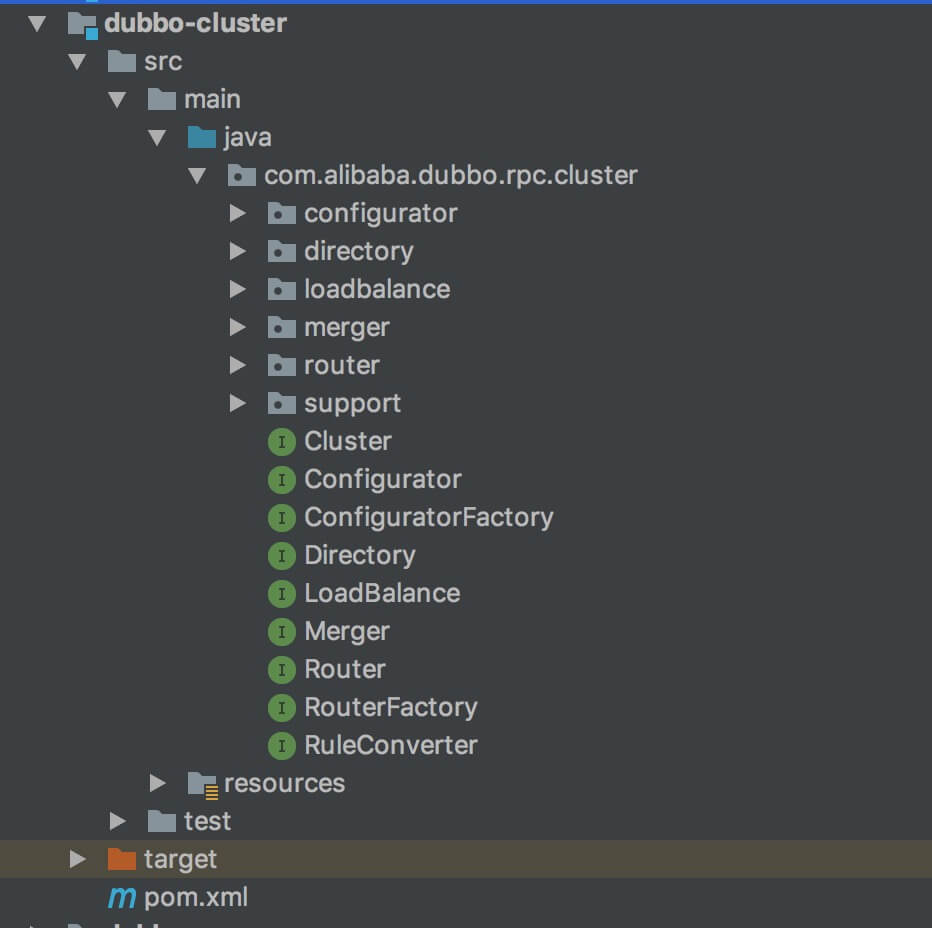 dubbo-cluster
src
main
java
com.alibaba.dubbo.rpc.cluster
configurator
directory
loadbalance
merger
router
support
Cluster
Configurator
ConfiguratorFactory
Directory
LoadBalance
Merger
Router
RouterFactory
RuleConverter
resources
test
target
pom.xml